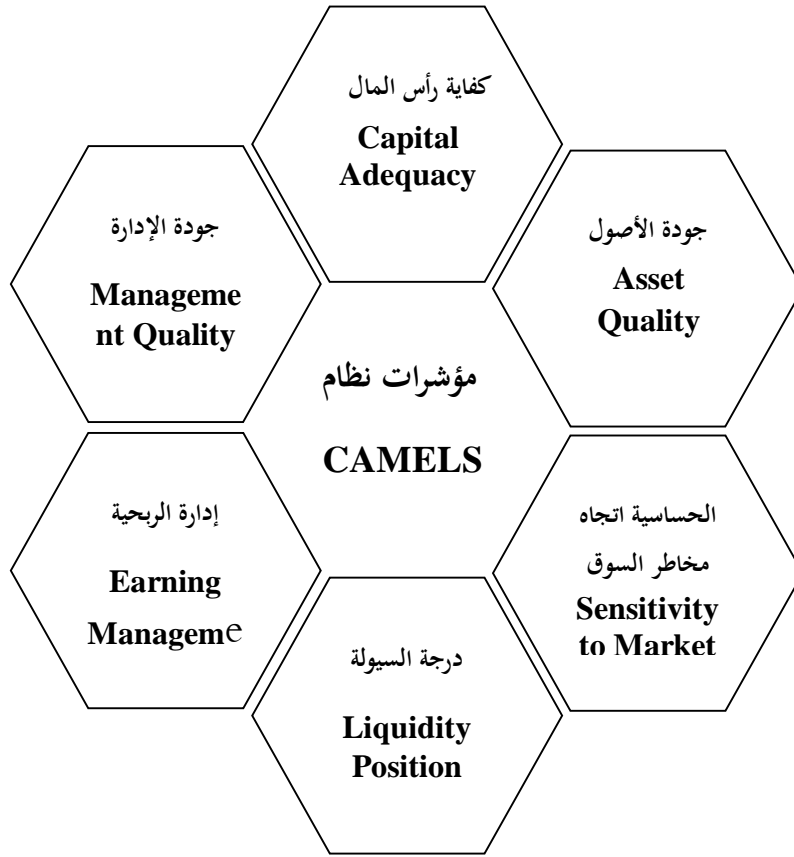 كفاية رأس المال
Capital
Adequacy
جودة الإدارة
Manageme
nt Quality
جودة الأصول
Asset
Quality
مؤشرات نظام
CAMELS
إدارة الربحية
Earning
Manageme
الحساسية اتجاه
مخاطر السوق
Sensitivity
to Market
درجة السيولة
Liquidity
Position